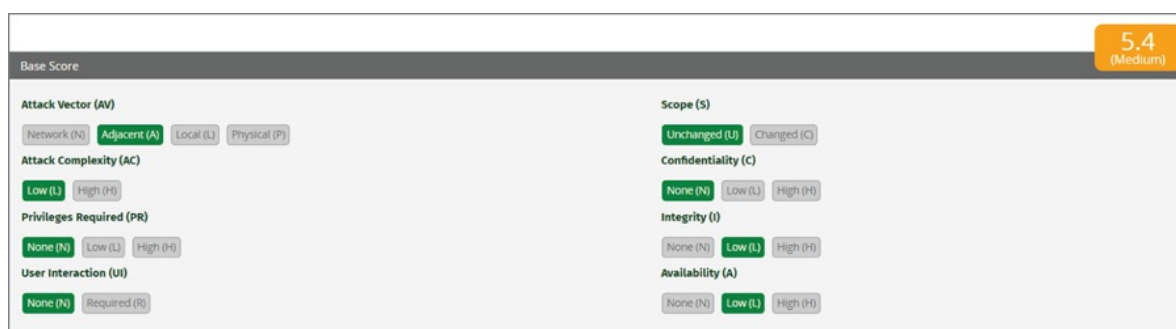 5.4
(Medium)
Base Score
Attack Vector (AV)
Network (N) Adjacent (A) Local (L) Physical (P)
Attack Complexity (AC)
Low (L) High (H)
Privileges Required (PR)
None (N) Low (L) High (H)
User Interaction (UI)
None (N) Required (R)
Scope (S)
Unchanged (U) Changed (C)
Confidentiality (C)
None (N) Low (L) High (H)
Integrity (I)
None (N) Low (L) High (H)
Availability (A)
None (N) Low (L) High (H)